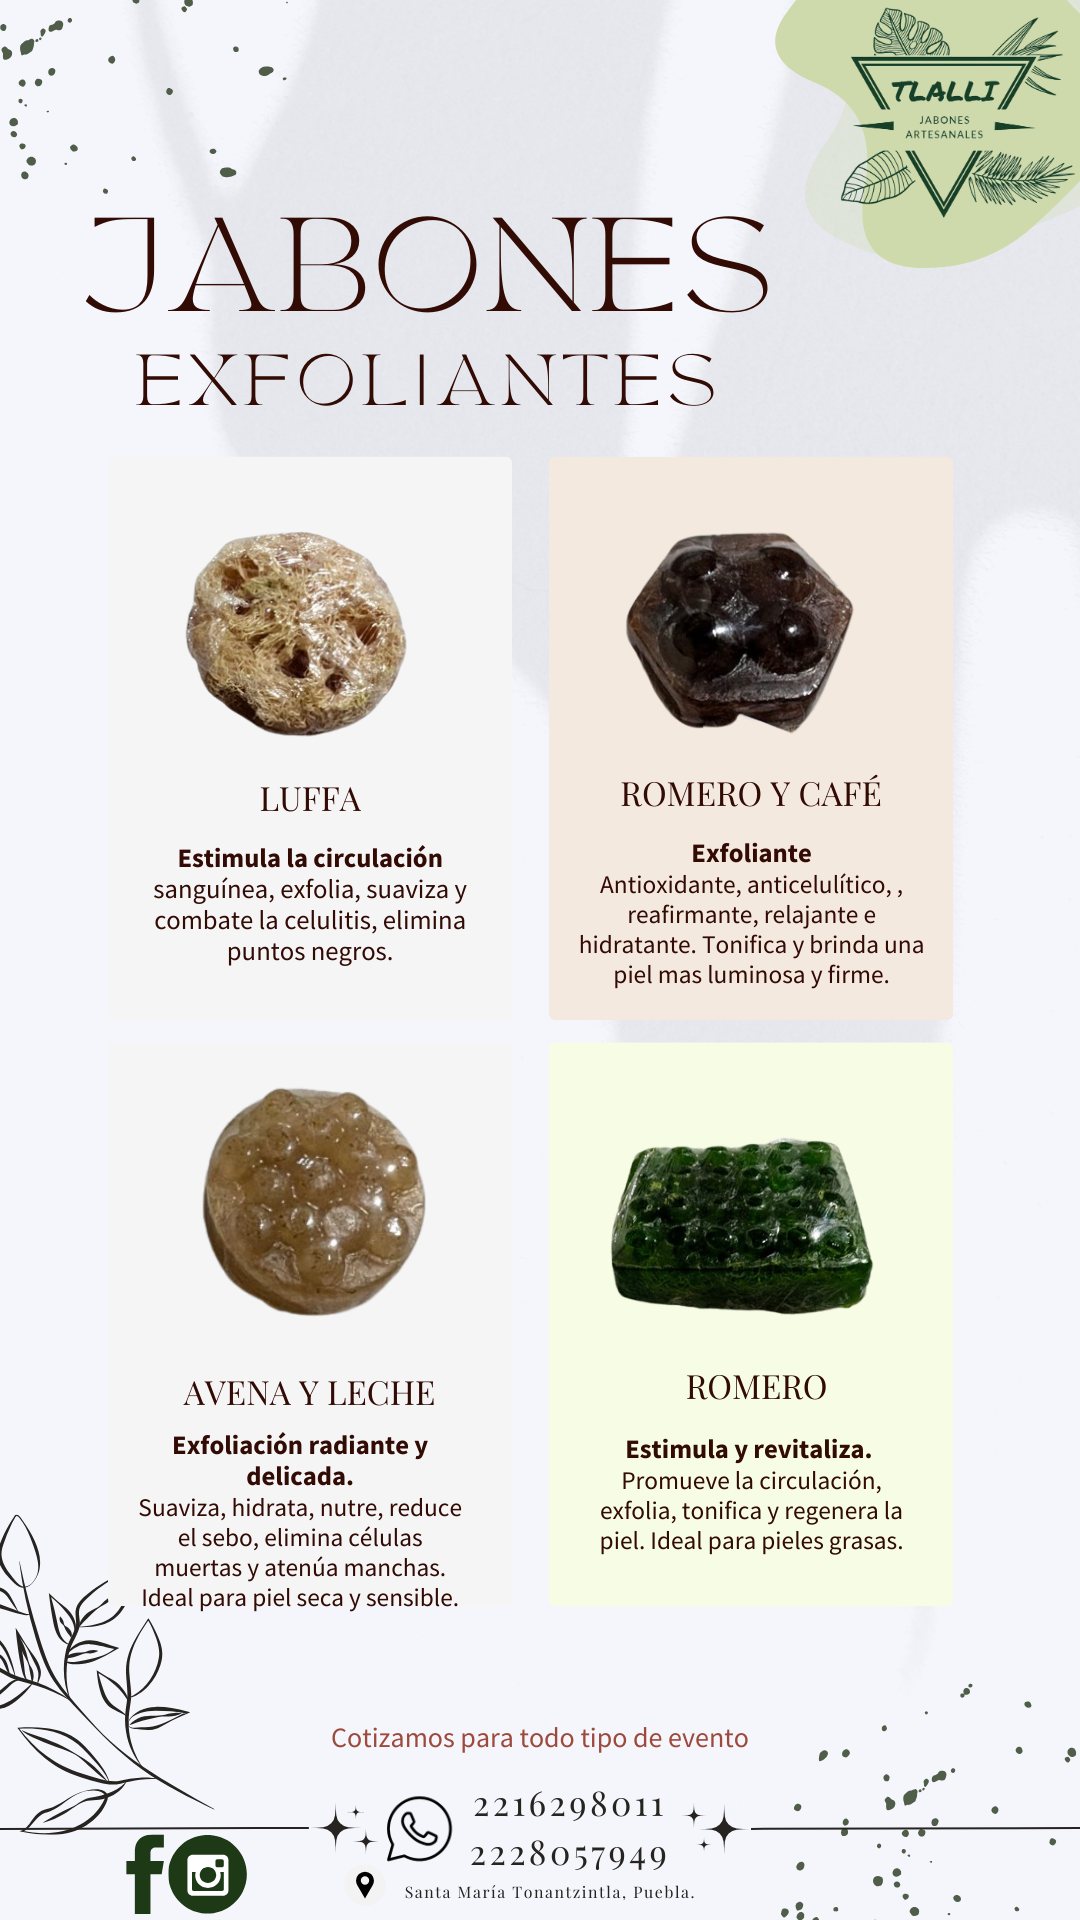 TLALLI
JABONES
ARTESANALES
JABONES
EXFOLIANTES
LUFFA
Estimula la circulación
sanguínea, exfolia, suaviza y
combate la celulitis, elimina
puntos negros.
ROMERO Y CAFÉ
Exfoliante
Antioxidante, anticelulítico, ,
reafirmante, relajante e
hidratante. Tonifica y brinda una
piel mas luminosa y firme.
AVENA Y LECHE
Exfoliación radiante y
delicada.
Suaviza, hidrata, nutre, reduce
el sebo, elimina células
muertas y atenúa manchas.
Ideal para piel seca y sensible.
ROMERO
Estimula y revitaliza.
Promueve la circulación,
exfolia, tonifica y regenera la
piel. Ideal para pieles grasas.
Cotizamos para todo tipo de evento
2216298011
2228057949
Santa María Tonantzintla, Puebla.